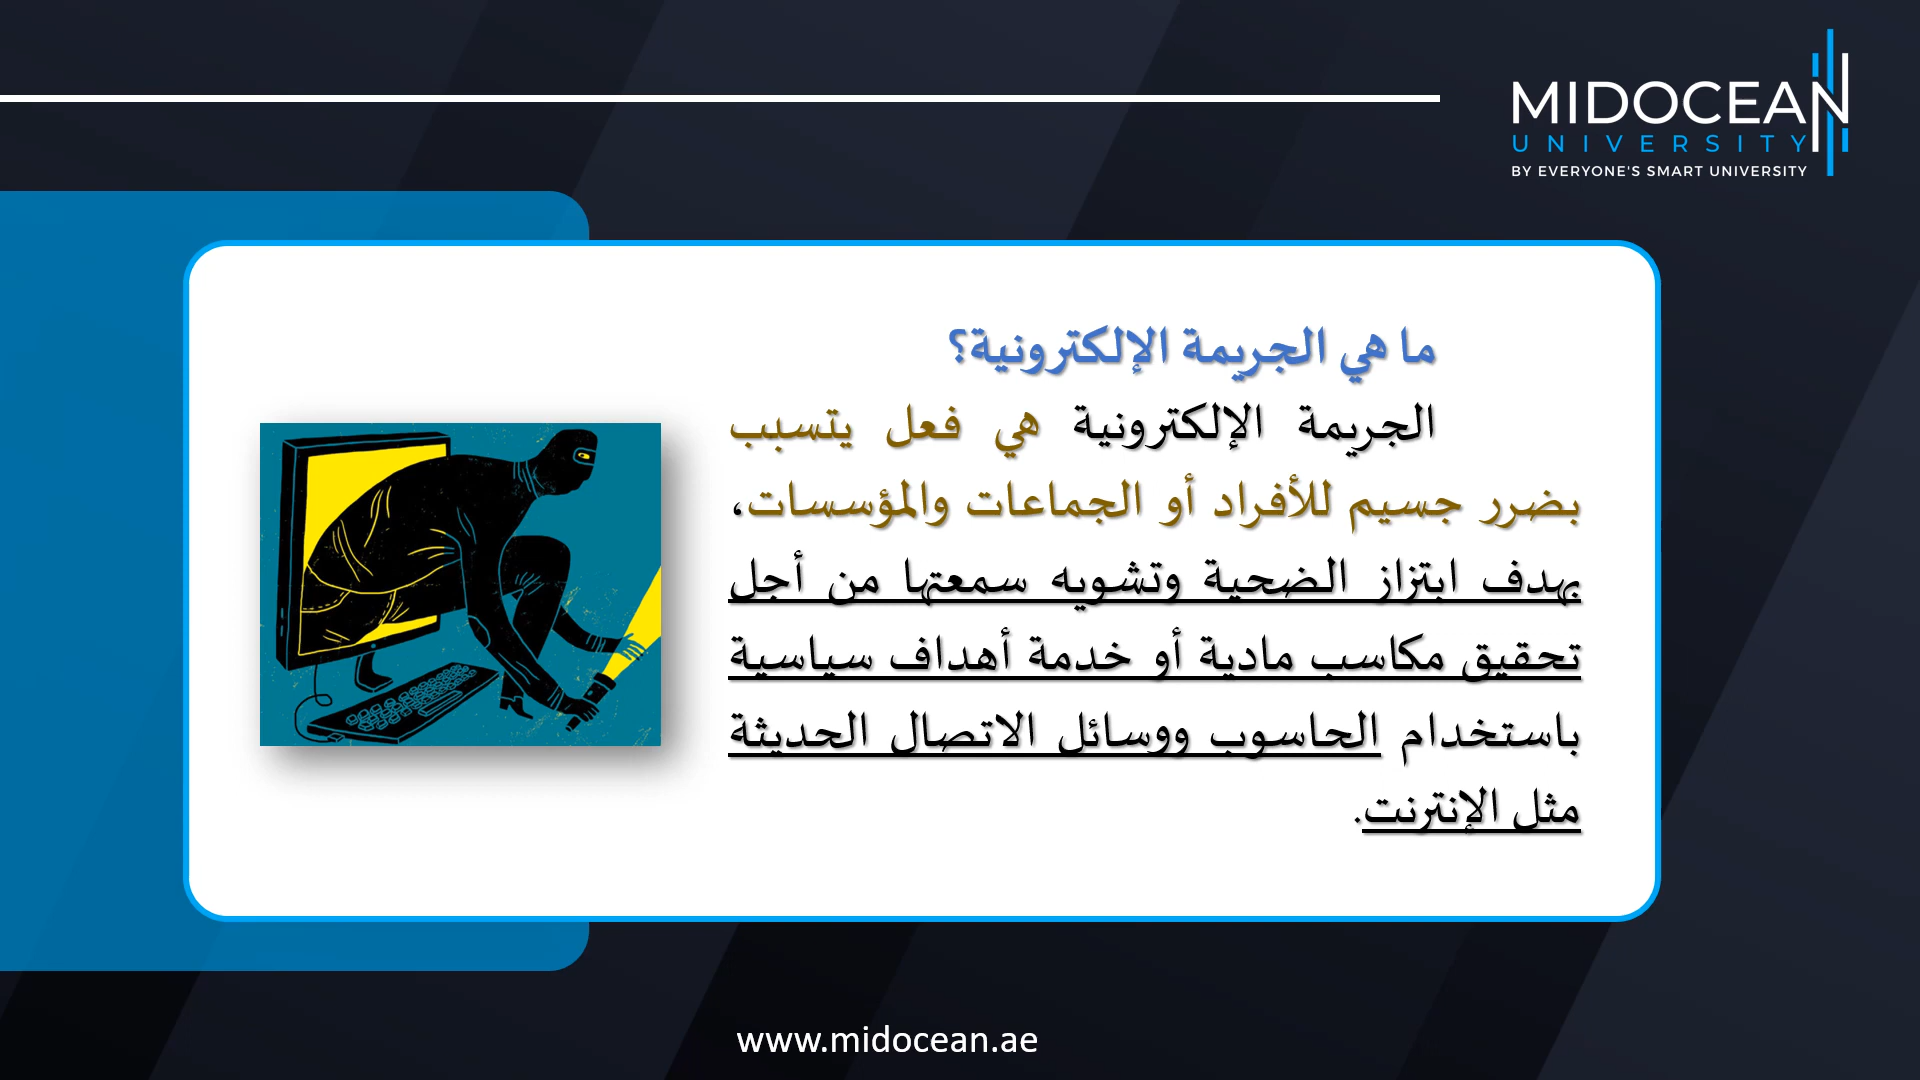 MIDOCEAN
UNIVERSITY
BY EVERYONE'S SMART UNIVERSITY
ما هي الجريمة الإلكترونية؟
الجريمة الإلكترونية هي فعل يتسبب
بضرر جسيم للأفراد أو الجماعات والمؤسسات،
بهدف ابتزاز الضحية وتشويه سمعتها من أجل
تحقيق مكاسب مادية أو خدمة أهداف سياسية
باستخدام الحاسوب ووسائل الاتصال الحديثة
مثل الإنترنت.
www.midocean.ae